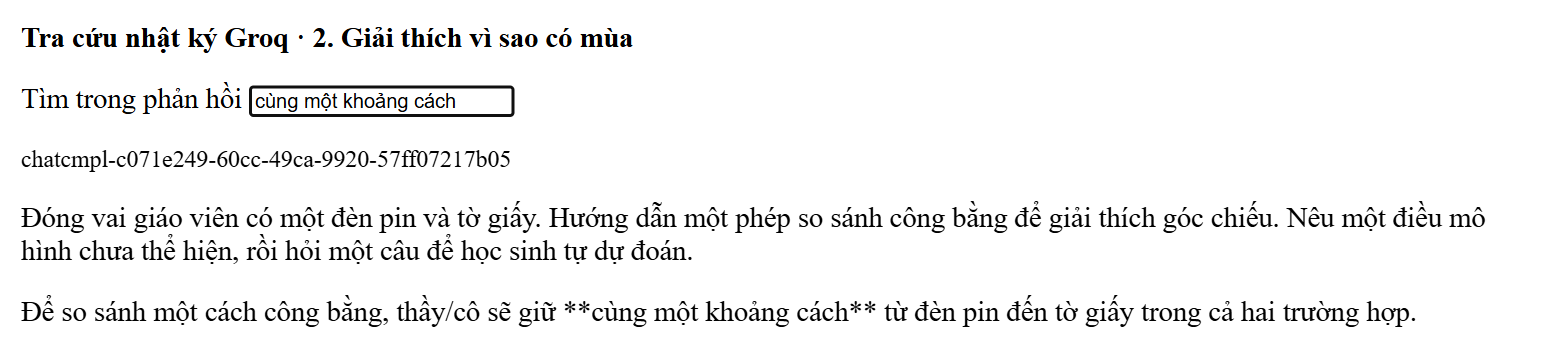 Tra cứu nhật ký Groq · 2. Giải thích vì sao có mùa
Tìm trong phản hồi cùng một khoảng cách
chatcmpl-c071e249-60cc-49ca-9920-57ff07217b05
Đóng vai giáo viên có một đèn pin và tờ giấy. Hướng dẫn một phép so sánh công bằng để giải thích góc chiếu. Nêu một điều mô
hình chưa thể hiện, rồi hỏi một câu để học sinh tự dự đoán.
Để so sánh một cách công bằng, thầy/cô sẽ giữ **cùng một khoảng cách** từ đèn pin đến tờ giấy trong cả hai trường hợp.